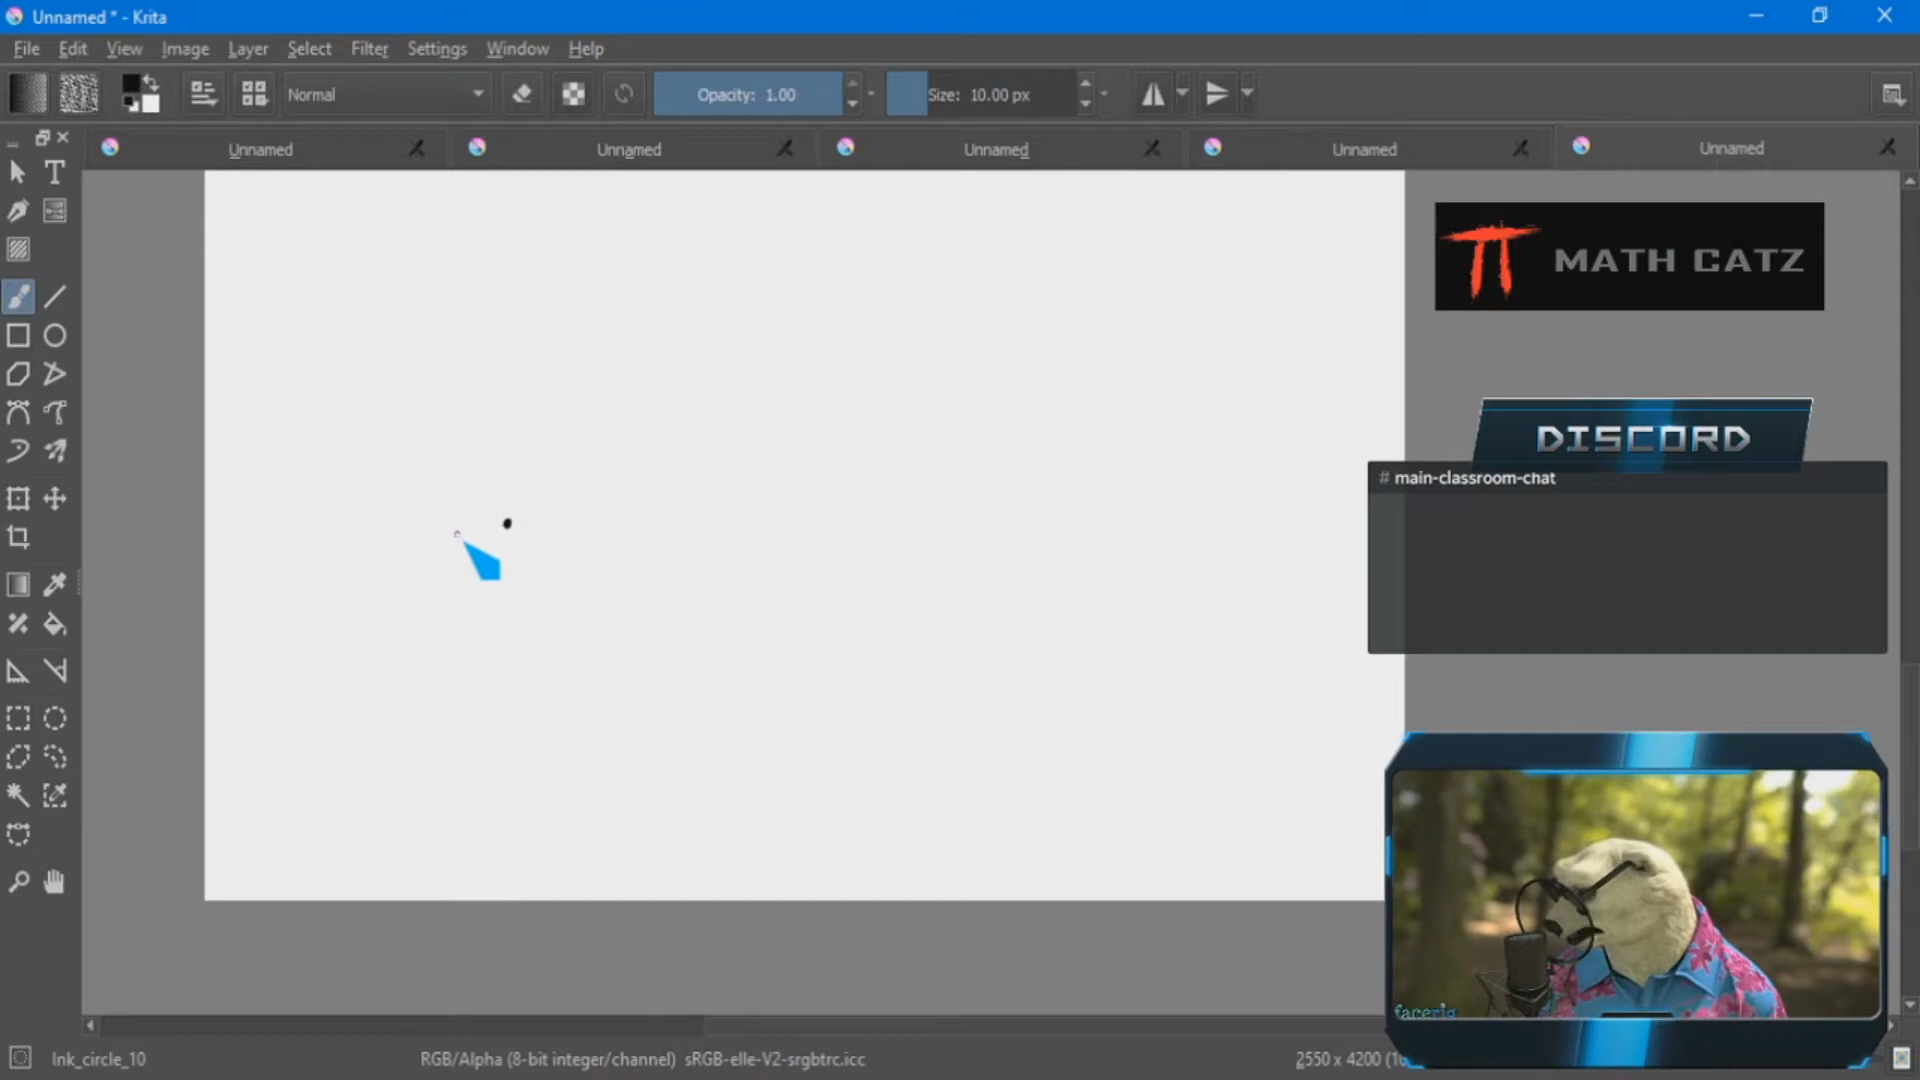 Unnamed * - Krita
File Edit View Image Layer Select Filter Settings Window Help
Normal Opacity: 1.00 Size: 10.00 px
Unnamed Unnamed Unnamed Unnamed Unnamed
MATH CATZ
DISCORD
# main-classroom-chat
facerig
Ink_circle_10 RGB/Alpha (8-bit integer/channel) sRGB-elle-V2-srgbtrc.icc 2550 x 4200